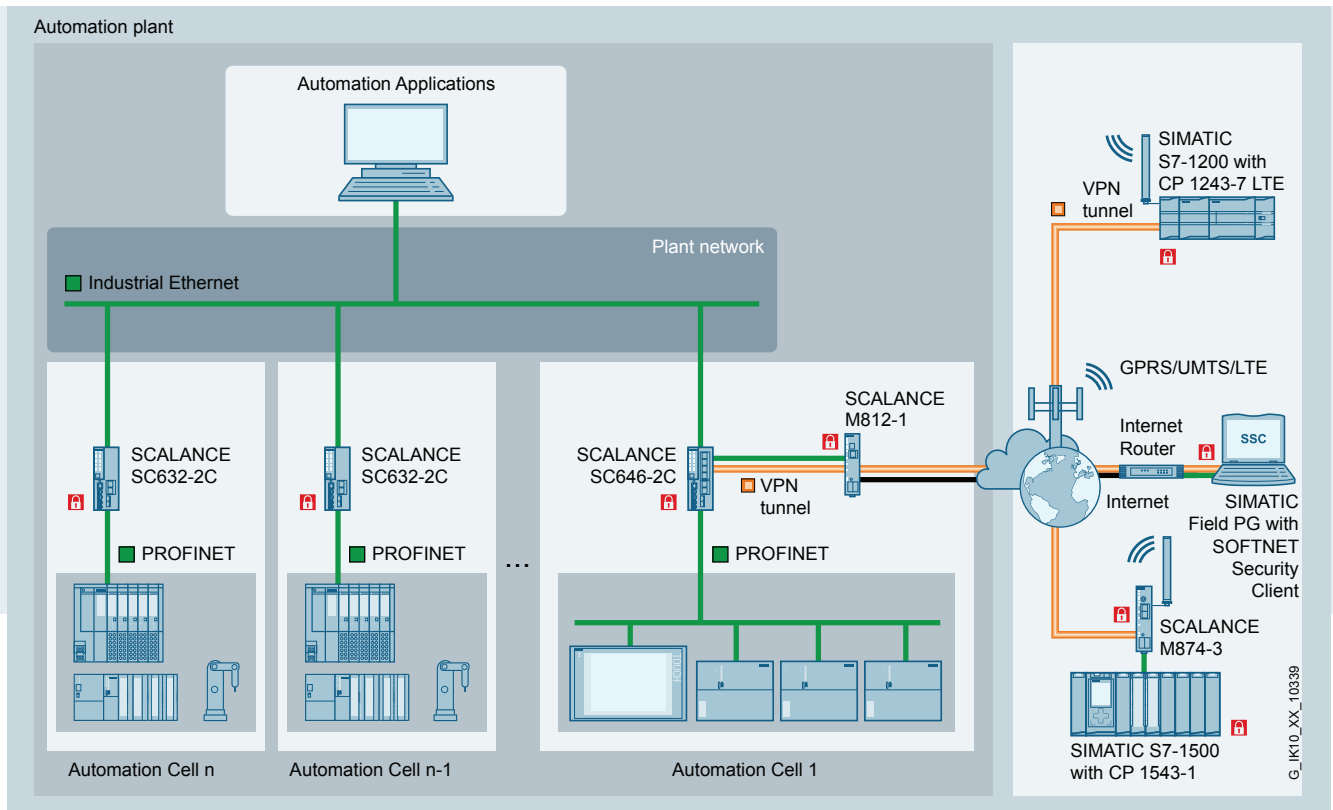 Automation plant
Automation Applications
Plant network
Industrial Ethernet
SCALANCE
SC632-2C
PROFINET
Automation Cell n
SCALANCE
SC632-2C
PROFINET
Automation Cell n-1
...
SCALANCE
SC646-2C
VPN
tunnel
SCALANCE
M812-1
PROFINET
TOUCH
Automation Cell 1
SIMATIC
S7-1200 with
CP 1243-7 LTE
VPN
tunnel
GPRS/UMTS/LTE
Internet
Router
SSC
Internet
SIMATIC
Field PG with
SOFTNET
Security
Client
SCALANCE
M874-3
SIMATIC S7-1500
with CP 1543-1
G_IK10_XX_10339